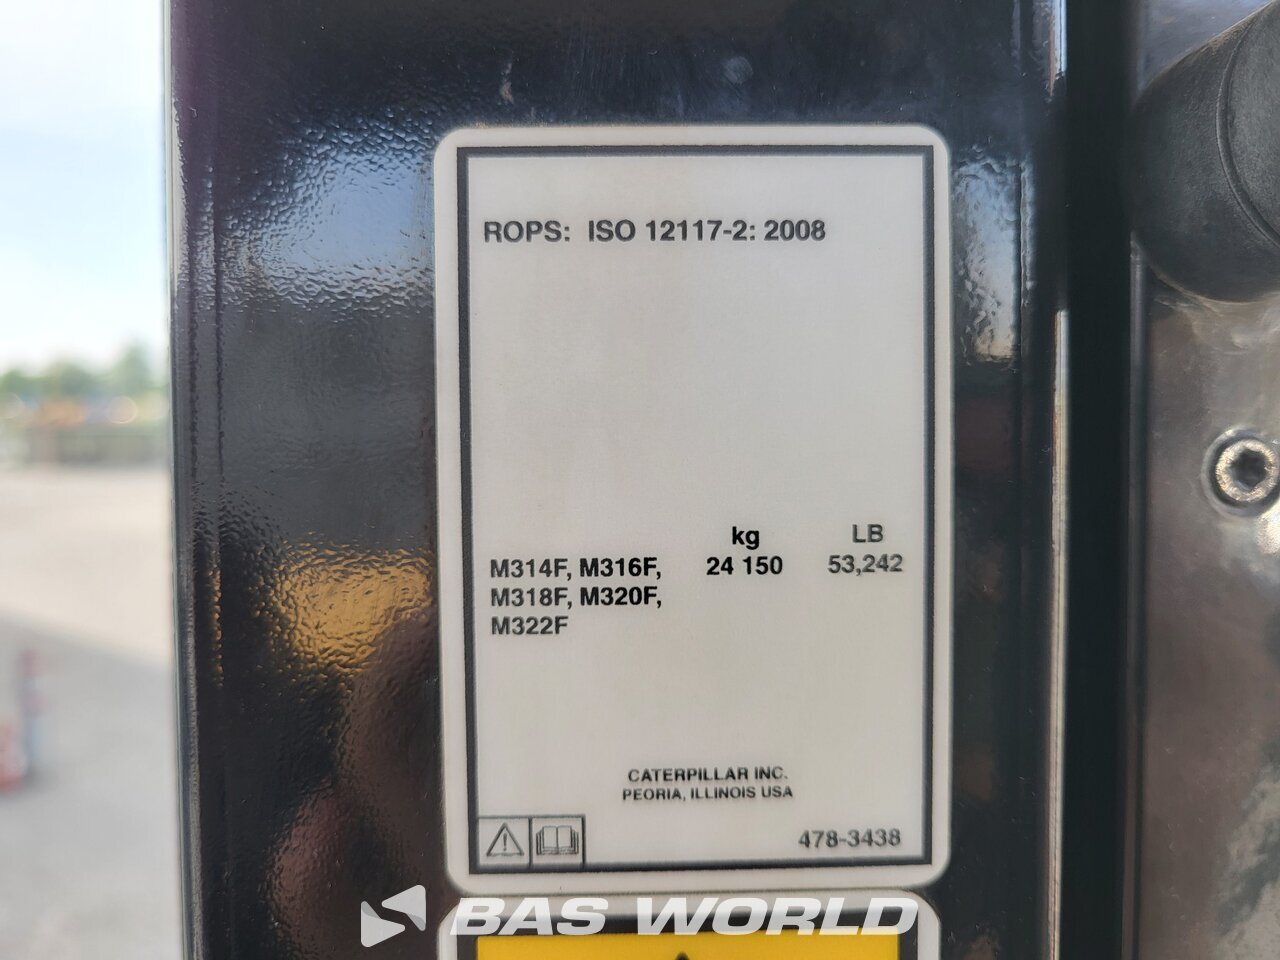 ROPS: ISO 12117-2: 2008
kg LB
M314F, M316F, 24 150 53,242
M318F, M320F,
M322F
CATERPILLAR INC.
PEORIA, ILLINOIS USA
478-3438
BAS WORLD